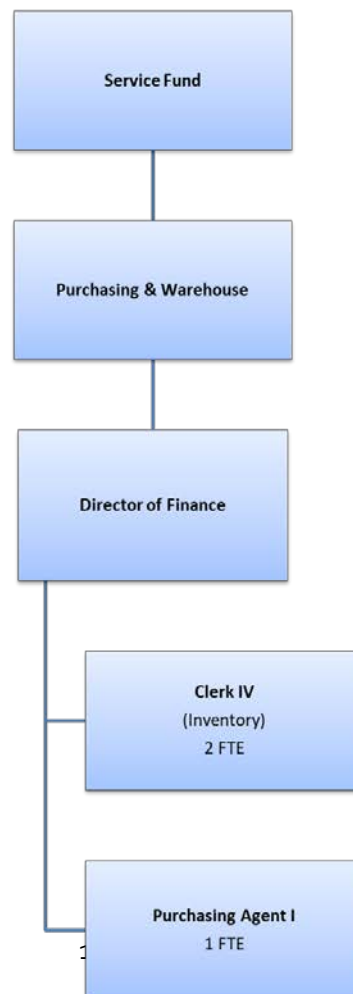 Service Fund
Purchasing & Warehouse
Director of Finance
Clerk IV
(Inventory)
2 FTE
Purchasing Agent I
1 FTE